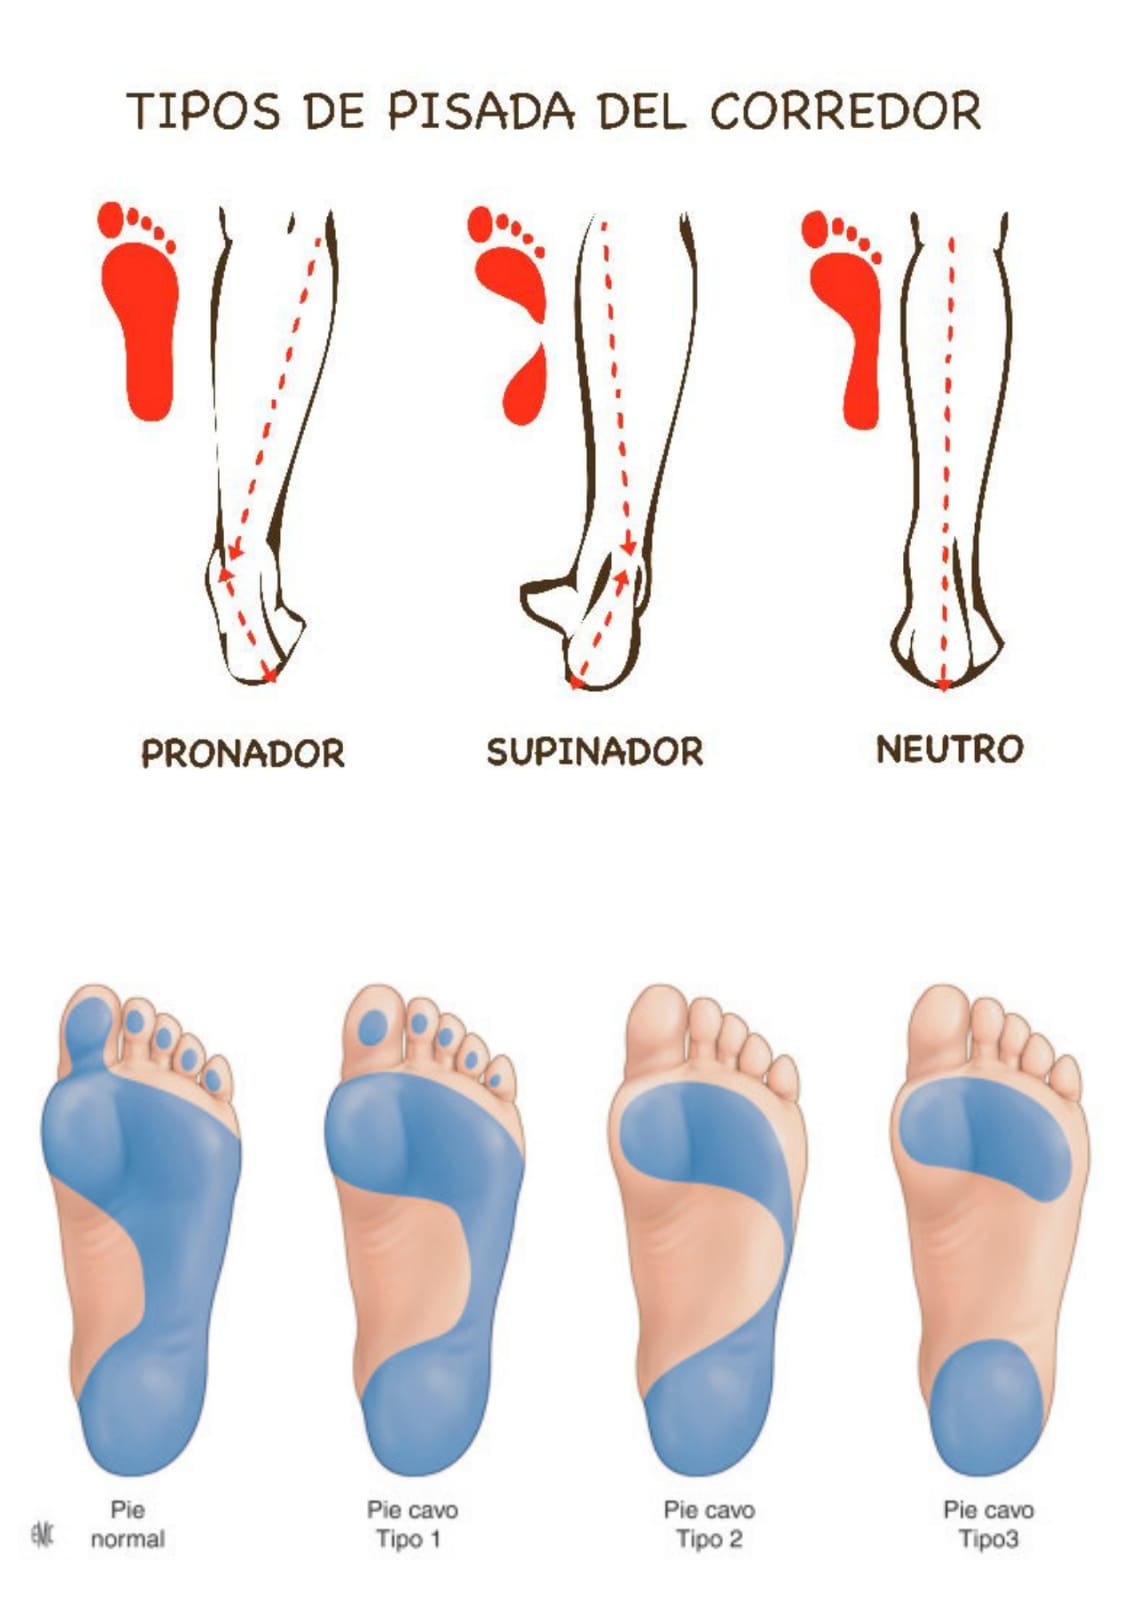 TIPOS DE PISADA DEL CORREDOR
PRONADOR
SUPINADOR
NEUTRO
Pie
normal
Pie cavo
Tipo 1
Pie cavo
Tipo 2
Pie cavo
Tipo3
EMC